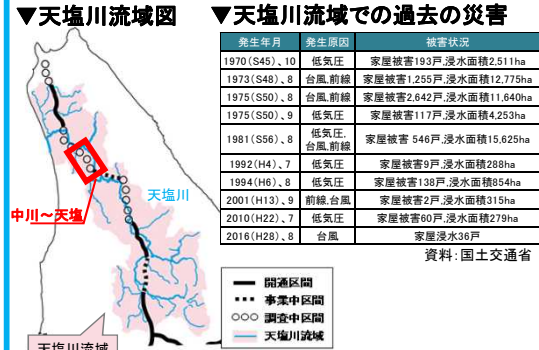 ▼天塩川流域図
▼天塩川流域での過去の災害
発生年月 発生原因 被害状況
1970(S45)、10 低気圧 家屋被害193戸,浸水面積2,511ha
1973(S48)、8 台風,前線 家屋被害1,255戸,浸水面積12,775ha
1975(S50)、8 台風,前線 家屋被害2,642戸,浸水面積11,640ha
1975(S50)、9 低気圧 家屋被害117戸,浸水面積4,253ha
1981(S56)、8 低気圧,台風,前線 家屋被害 546戸,浸水面積15,625ha
1992(H4)、7 低気圧 家屋被害9戸,浸水面積288ha
1994(H6)、8 低気圧 家屋被害138戸,浸水面積854ha
2001(H13)、9 前線,台風 家屋被害2戸,浸水面積315ha
2010(H22)、7 低気圧 家屋被害60戸,浸水面積279ha
2016(H28)、8 台風 家屋浸水36戸
資料:国土交通省
天塩川
中川~天塩
開通区間
事業中区間
調査中区間
天塩川流域
天塩川流域